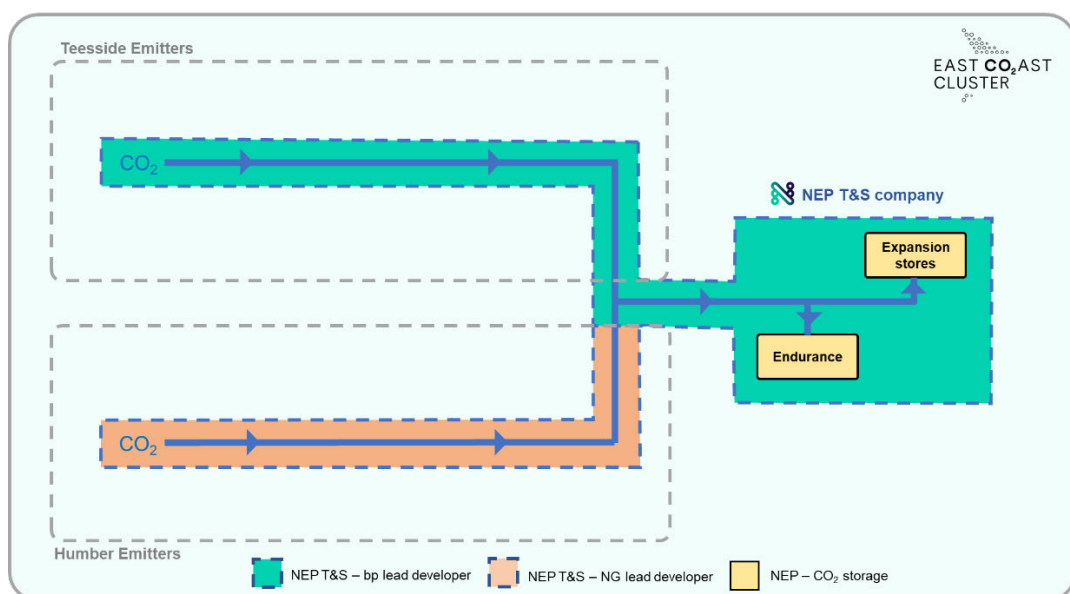 Teesside Emitters
EAST CO₂AST
CLUSTER
CO₂
NEP T&S company
Expansion
stores
Endurance
CO₂
Humber Emitters
NEP T&S – bp lead developer
NEP T&S – NG lead developer
NEP – CO₂ storage